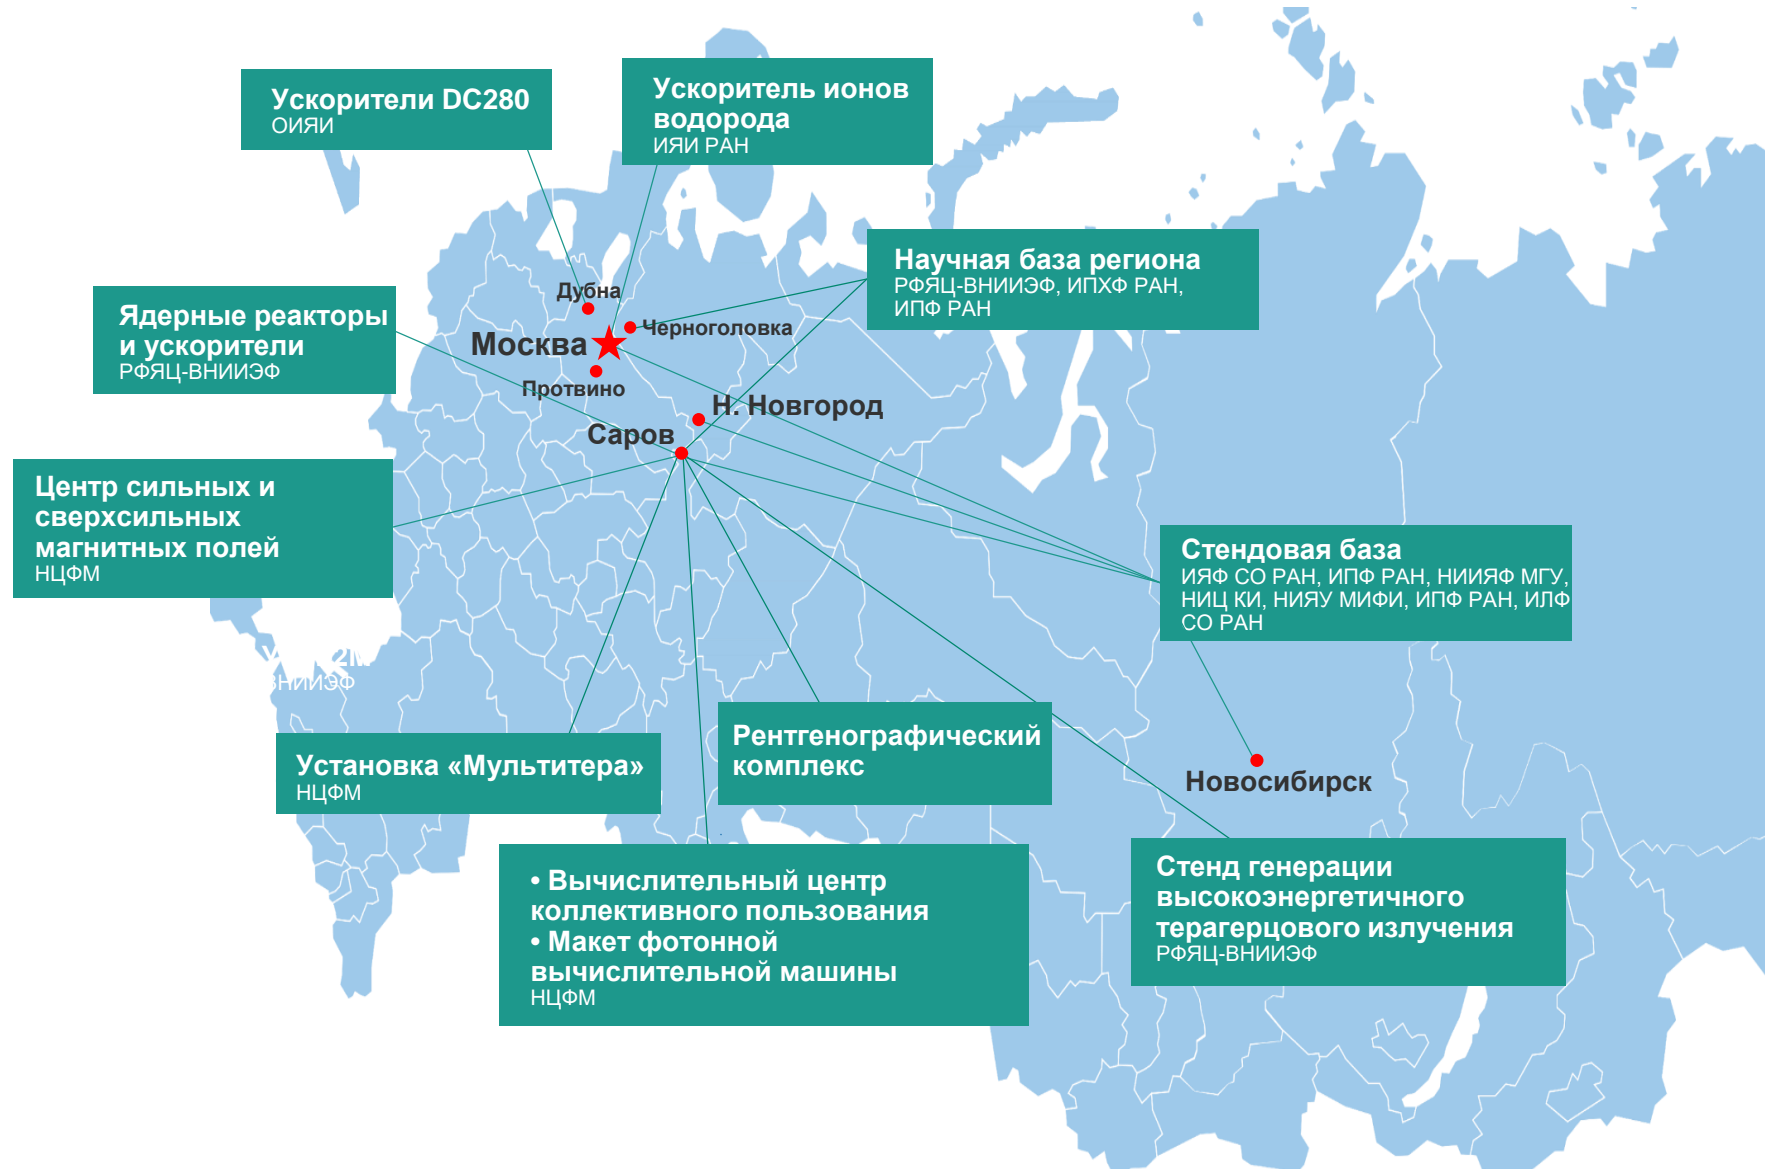 Ускорители DC280
ОИЯИ
Ускоритель ионов
водорода
ИЯИ РАН
Научная база региона
РФЯЦ-ВНИИЭФ, ИПХФ РАН,
ИПФ РАН
Дубна
Черноголовка
Москва
Протвино
Н. Новгород
Саров
Ядерные реакторы
и ускорители
РФЯЦ-ВНИИЭФ
Центр сильных и
сверхсильных
магнитных полей
НЦФМ
Стендовая база
ИЯФ СО РАН, ИПФ РАН, НИИЯФ МГУ,
НИЦ КИ, НИЯУ МИФИ, ИПФ РАН, ИЛФ
СО РАН
ВНИИЭФ
Установка «Мультитера»
НЦФМ
Рентгенографический
комплекс
Новосибирск
• Вычислительный центр
коллективного пользования
• Макет фотонной
вычислительной машины
НЦФМ
Стенд генерации
высокоэнергетичного
терагерцового излучения
РФЯЦ-ВНИИЭФ